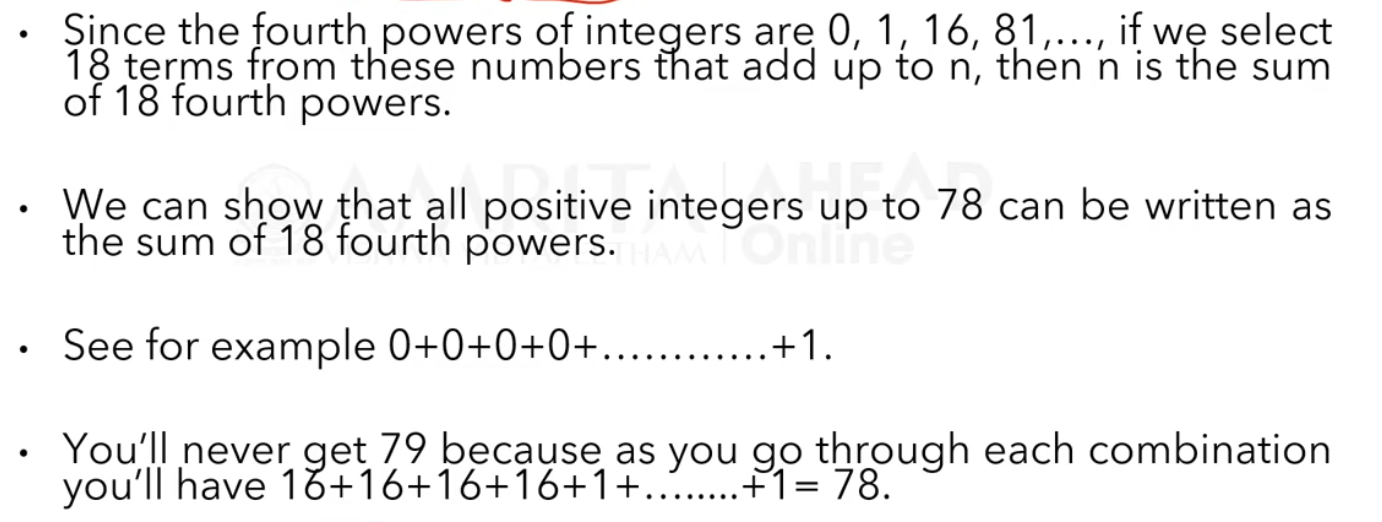 • Since the fourth powers of integers are 0, 1, 16, 81,..., if we select
18 terms from these numbers that add up to n, then n is the sum
of 18 fourth powers.
AMRITA | AHEAD
• We can show that all positive integers up to 78 can be written as
the sum of 18 fourth powers.
Online
• See for example 0+0+0+0+............+1.
• You'll never get 79 because as you go through each combination
you'll have 16+16+16+16+1+........+1= 78.